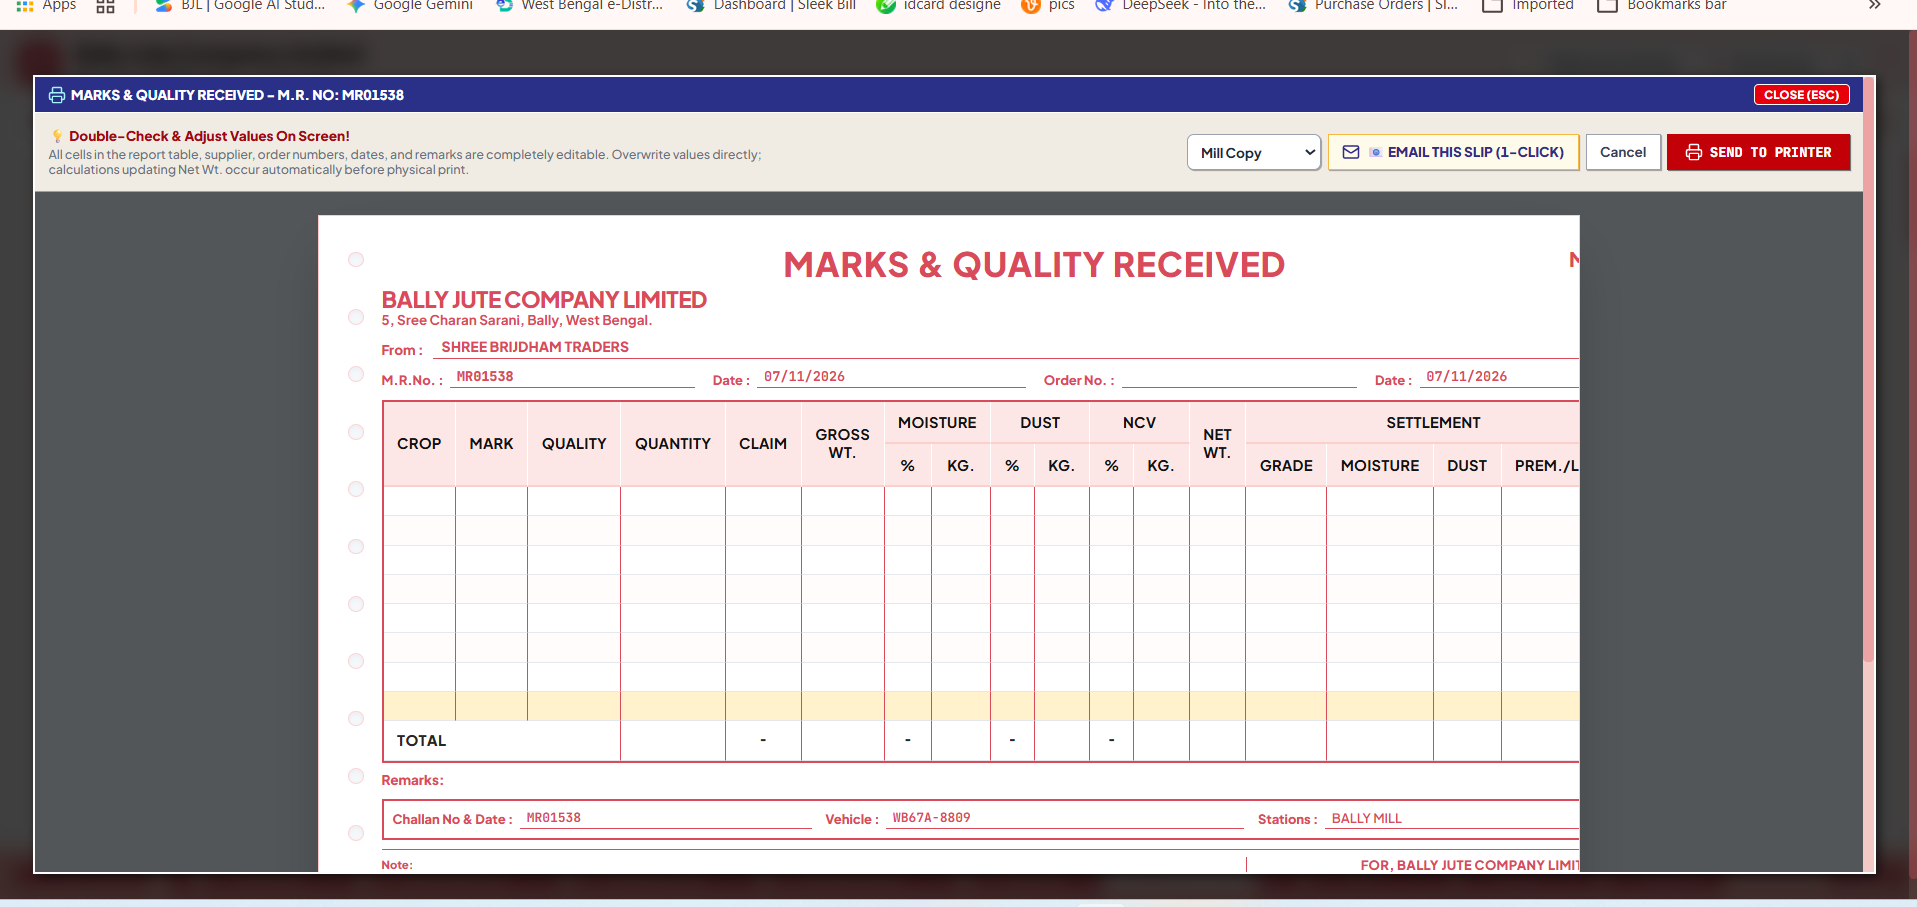 Apps
BJL | Google AI Stud...
Google Gemini
West Bengal e-Distr...
Dashboard | Sleek Bill
idcard designe
pics
DeepSeek - Into the...
Purchase Orders | Sl...
Imported
Bookmarks bar
MARKS & QUALITY RECEIVED – M.R. NO: MR01538
CLOSE (ESC)
Double-Check & Adjust Values On Screen!
All cells in the report table, supplier, order numbers, dates, and remarks are completely editable. Overwrite values directly;
calculations updating Net Wt. occur automatically before physical print.
Mill Copy
EMAIL THIS SLIP (1-CLICK)
Cancel
SEND TO PRINTER
MARKS & QUALITY RECEIVED
BALLY JUTE COMPANY LIMITED
5, Sree Charan Sarani, Bally, West Bengal.
From : SHREE BRIJDHAM TRADERS
M.R.No. : MR01538 Date : 07/11/2026 Order No. : Date : 07/11/2026
CROP MARK QUALITY QUANTITY CLAIM GROSS WT. MOISTURE DUST NCV NET WT. SETTLEMENT
% KG. % KG. % KG. GRADE MOISTURE DUST PREM./L
TOTAL - - - -
Remarks:
Challan No & Date : MR01538 Vehicle : WB67A-8809 Stations : BALLY MILL
Note: FOR, BALLY JUTE COMPANY LIMI